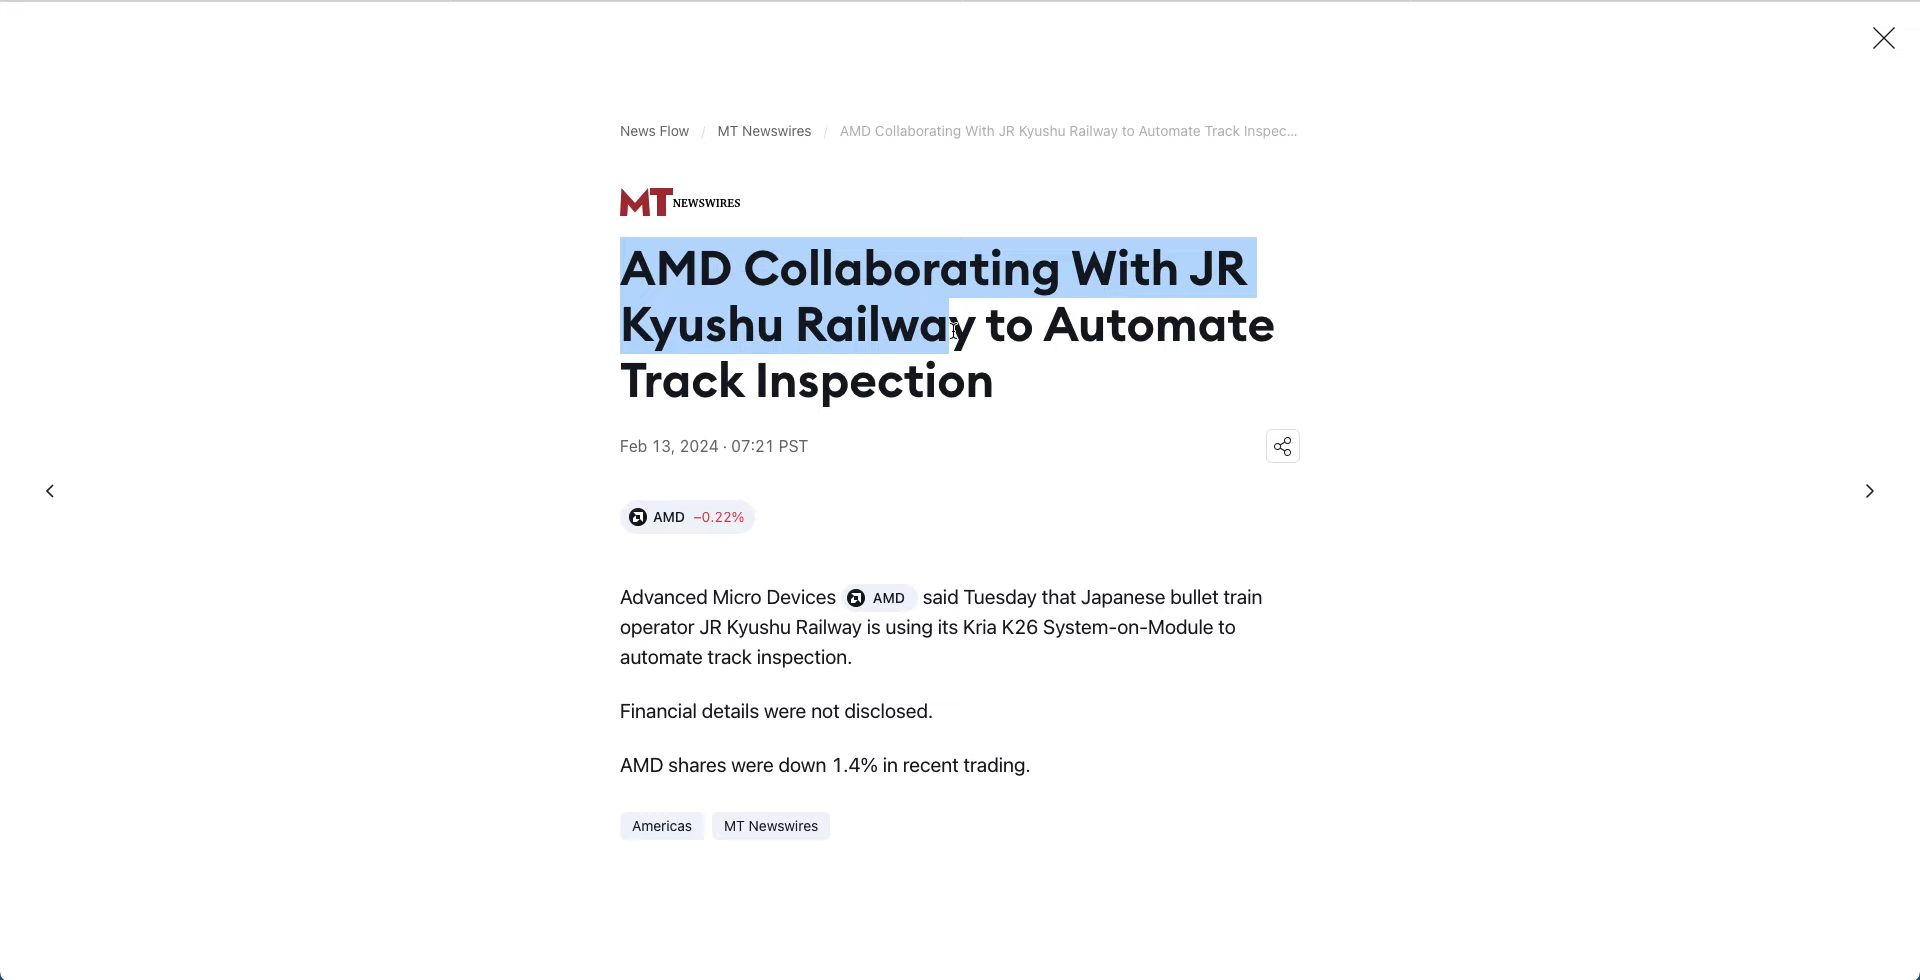 News Flow / MT Newswires / AMD Collaborating With JR Kyushu Railway to Automate Track Inspec...
MT NEWSWIRES
AMD Collaborating With JR
Kyushu Railway to Automate
Track Inspection
Feb 13, 2024 · 07:21 PST
AMD −0.22%
Advanced Micro Devices AMD said Tuesday that Japanese bullet train
operator JR Kyushu Railway is using its Kria K26 System-on-Module to
automate track inspection.
Financial details were not disclosed.
AMD shares were down 1.4% in recent trading.
Americas MT Newswires